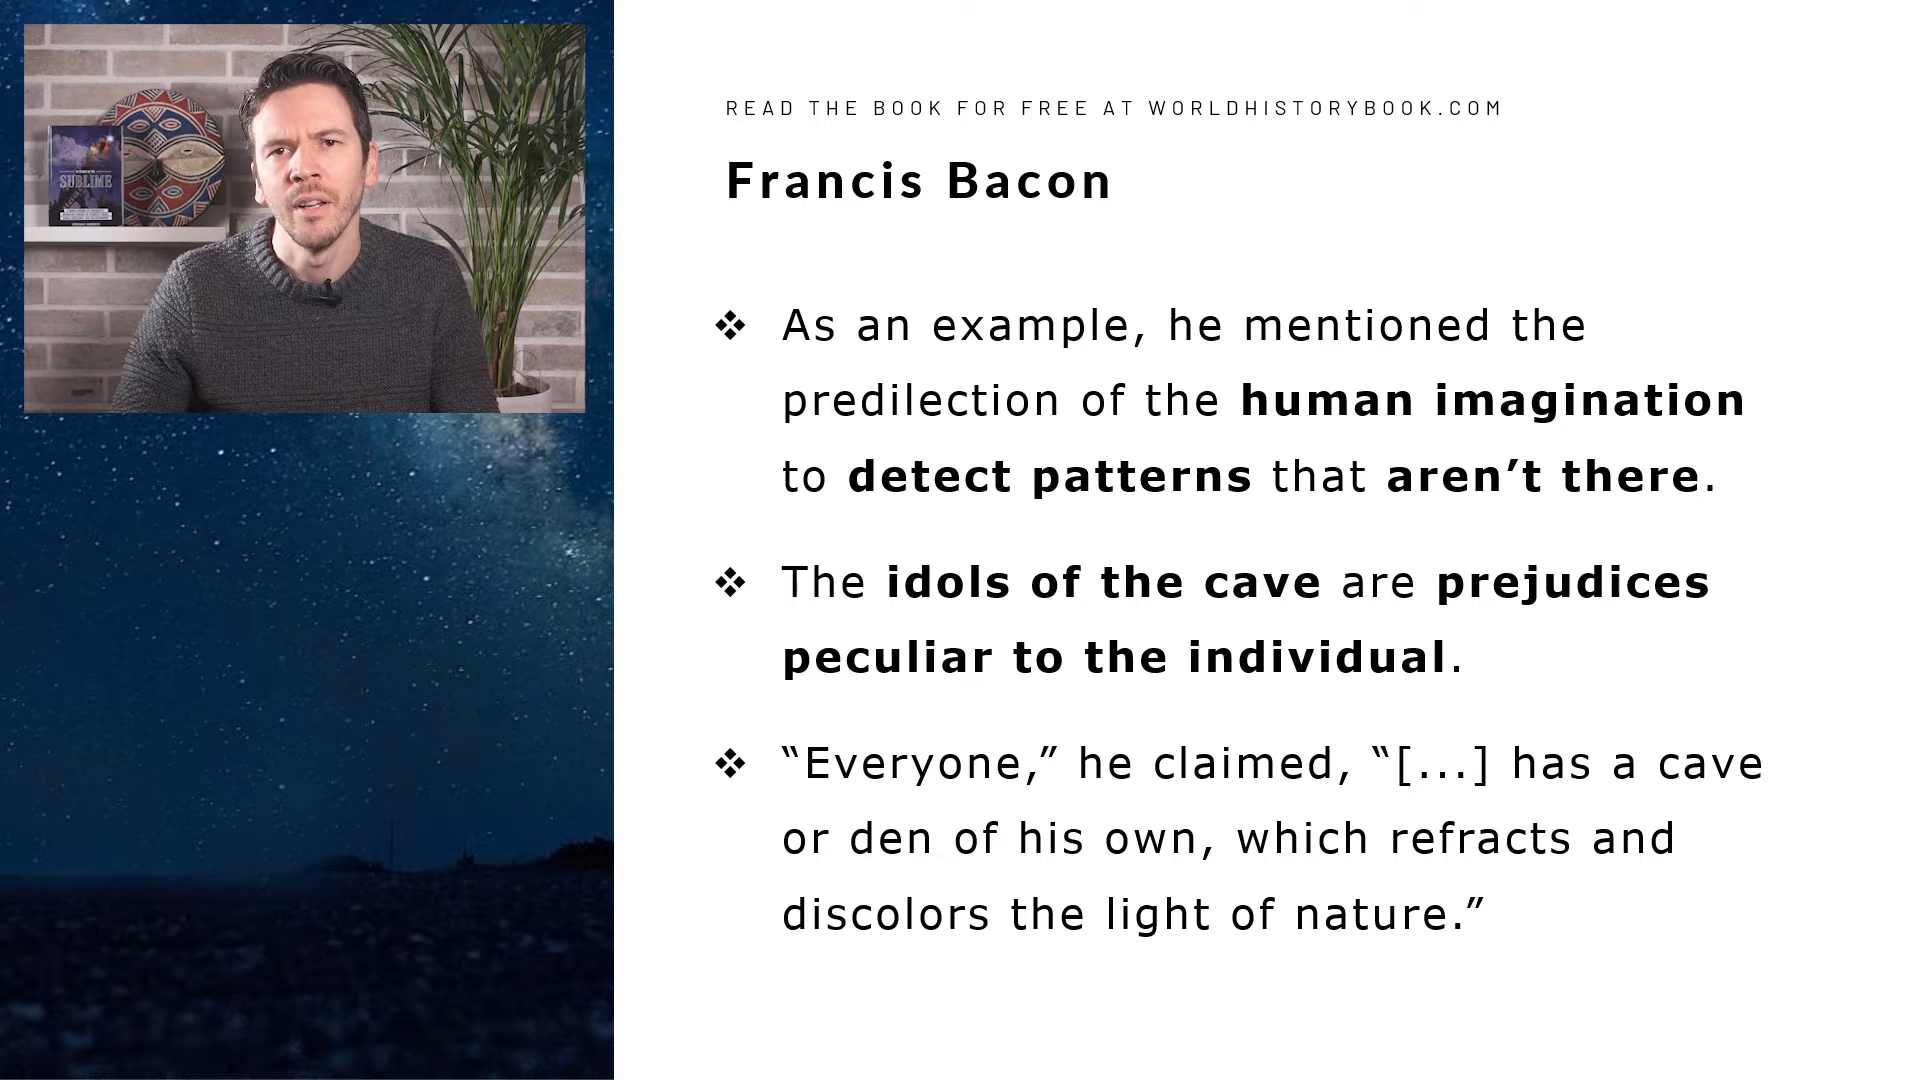 SUBLIME
READ THE BOOK FOR FREE AT WORLDHISTORYBOOK.COM
Francis Bacon
❖ As an example, he mentioned the
predilection of the human imagination
to detect patterns that aren’t there.
❖ The idols of the cave are prejudices
peculiar to the individual.
❖ “Everyone,” he claimed, “[...] has a cave
or den of his own, which refracts and
discolors the light of nature.”